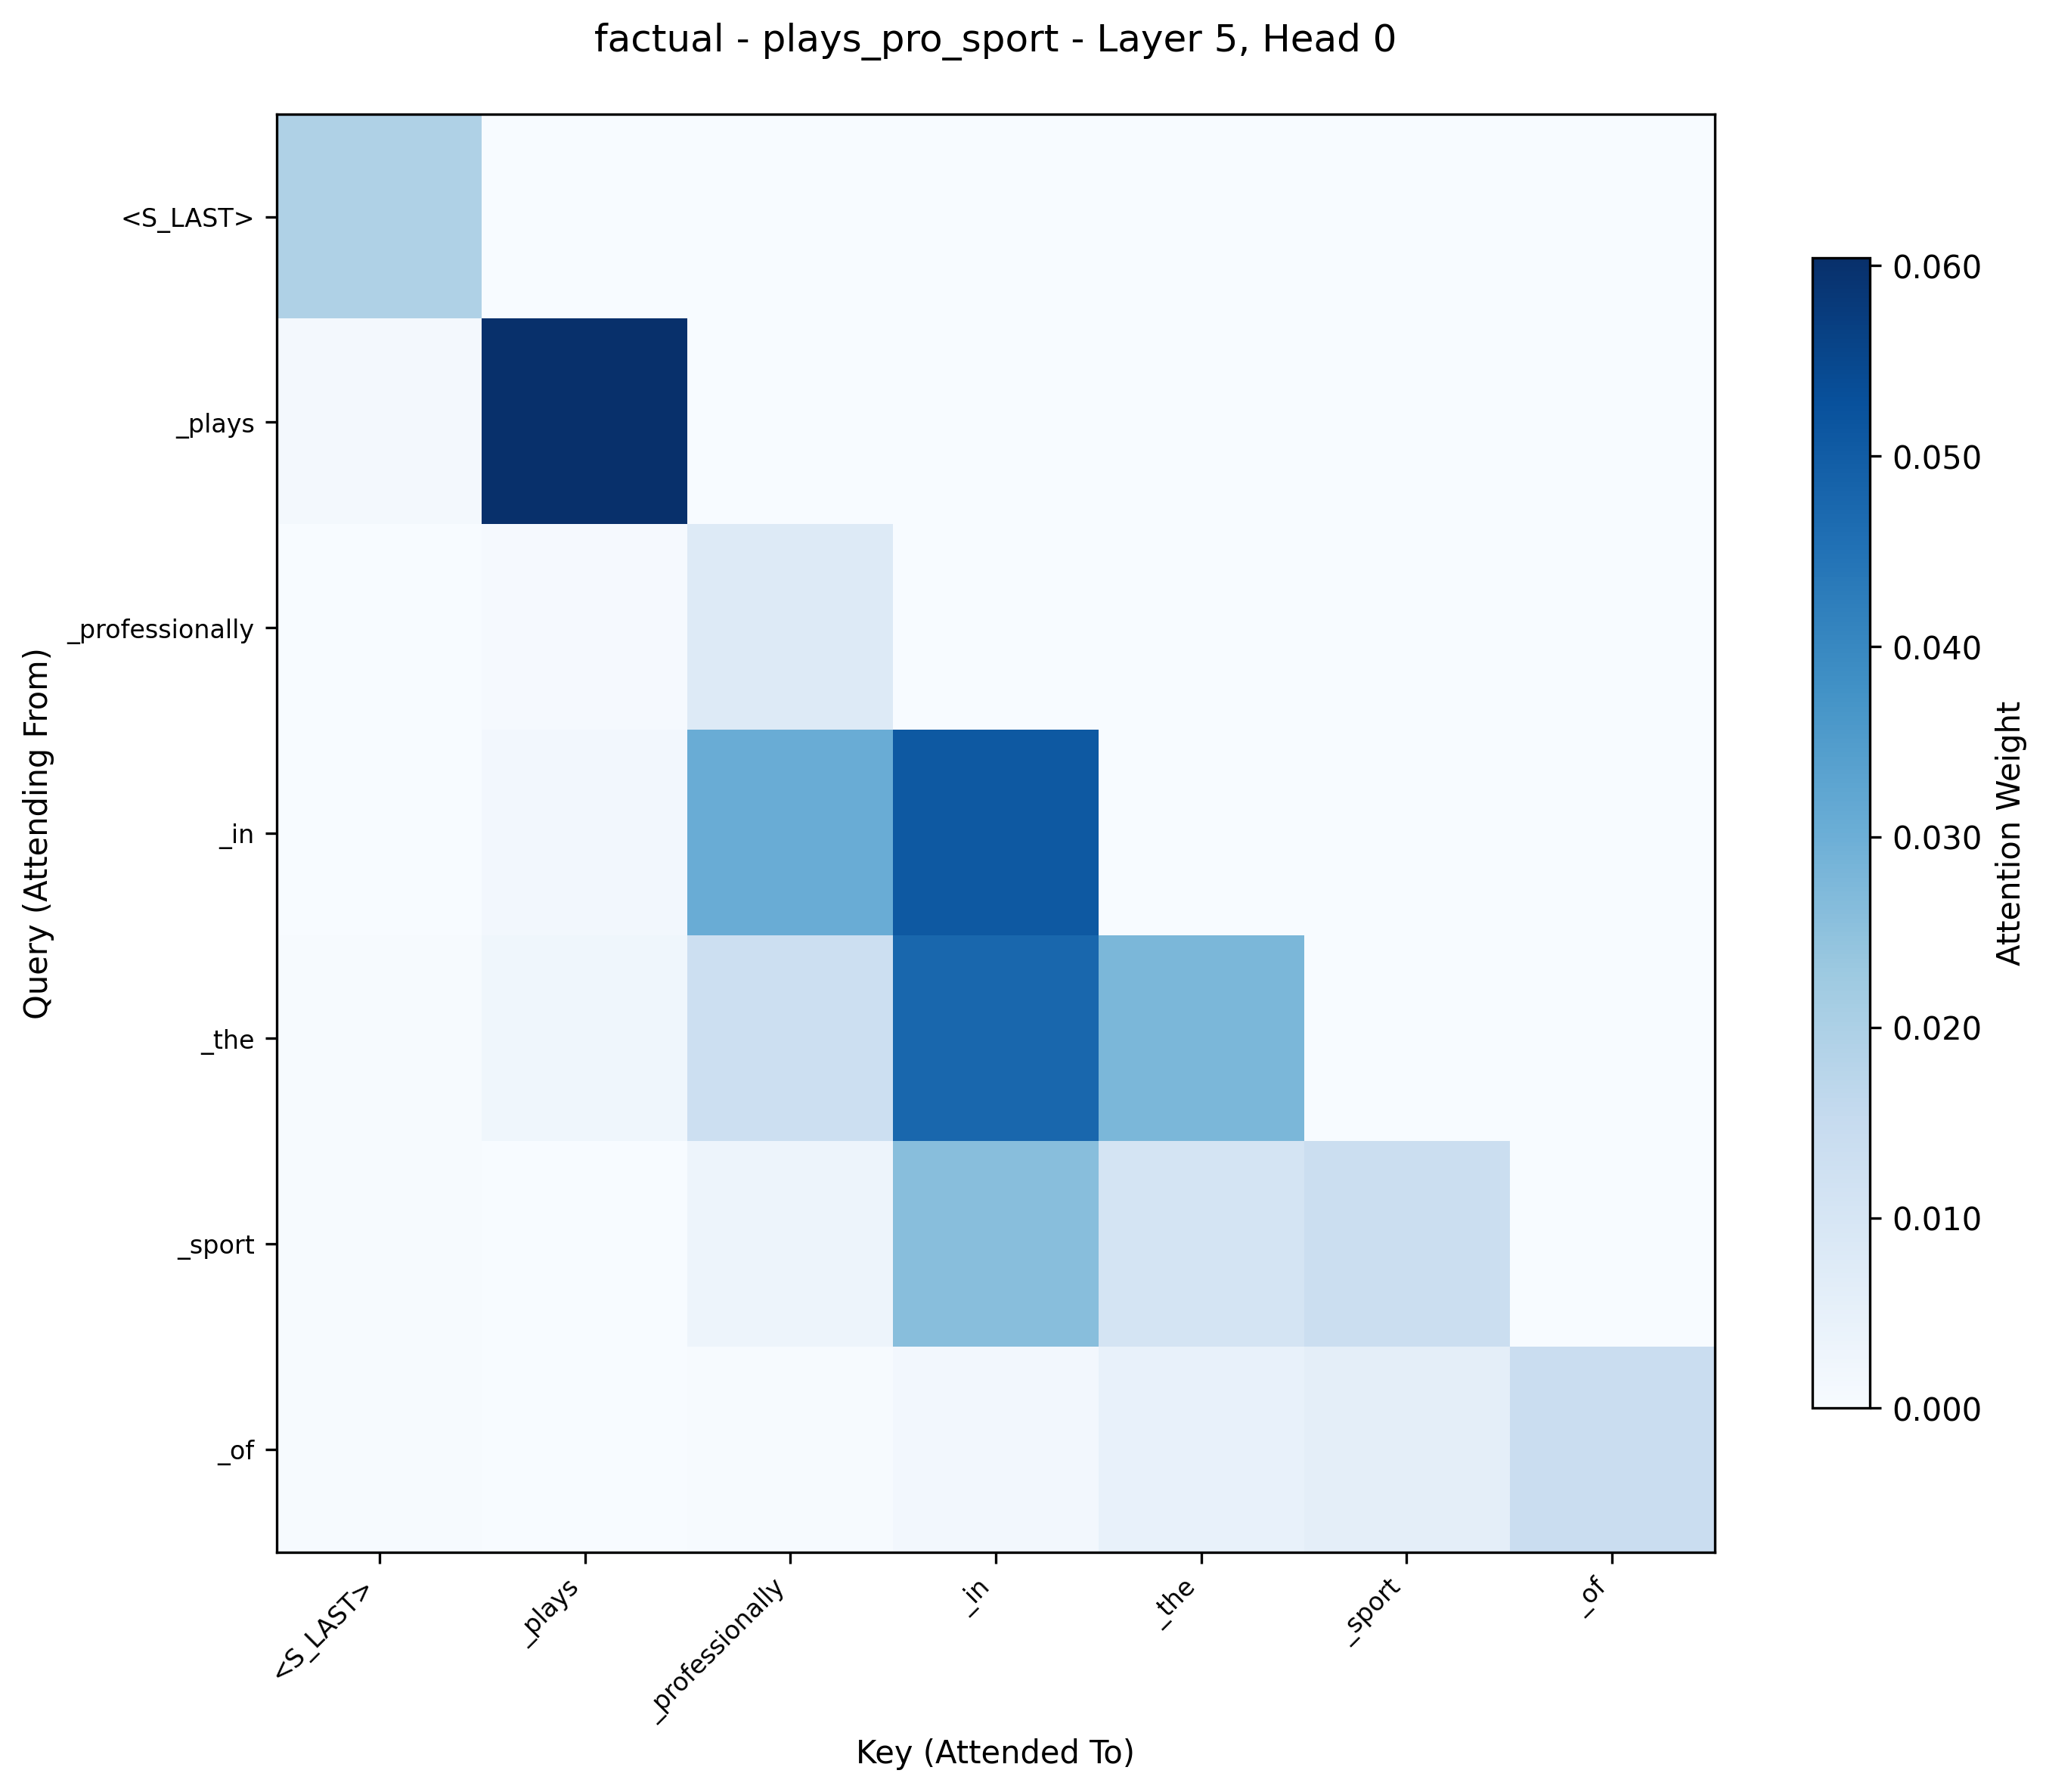 factual - plays_pro_sport - Layer 5, Head 0
Query (Attending From)
<S_LAST>
_plays
_professionally
_in
_the
_sport
_of
<S_LAST>
_plays
_professionally
_in
_the
_sport
_of
Key (Attended To)
0.060
0.050
0.040
0.030
0.020
0.010
0.000
Attention Weight